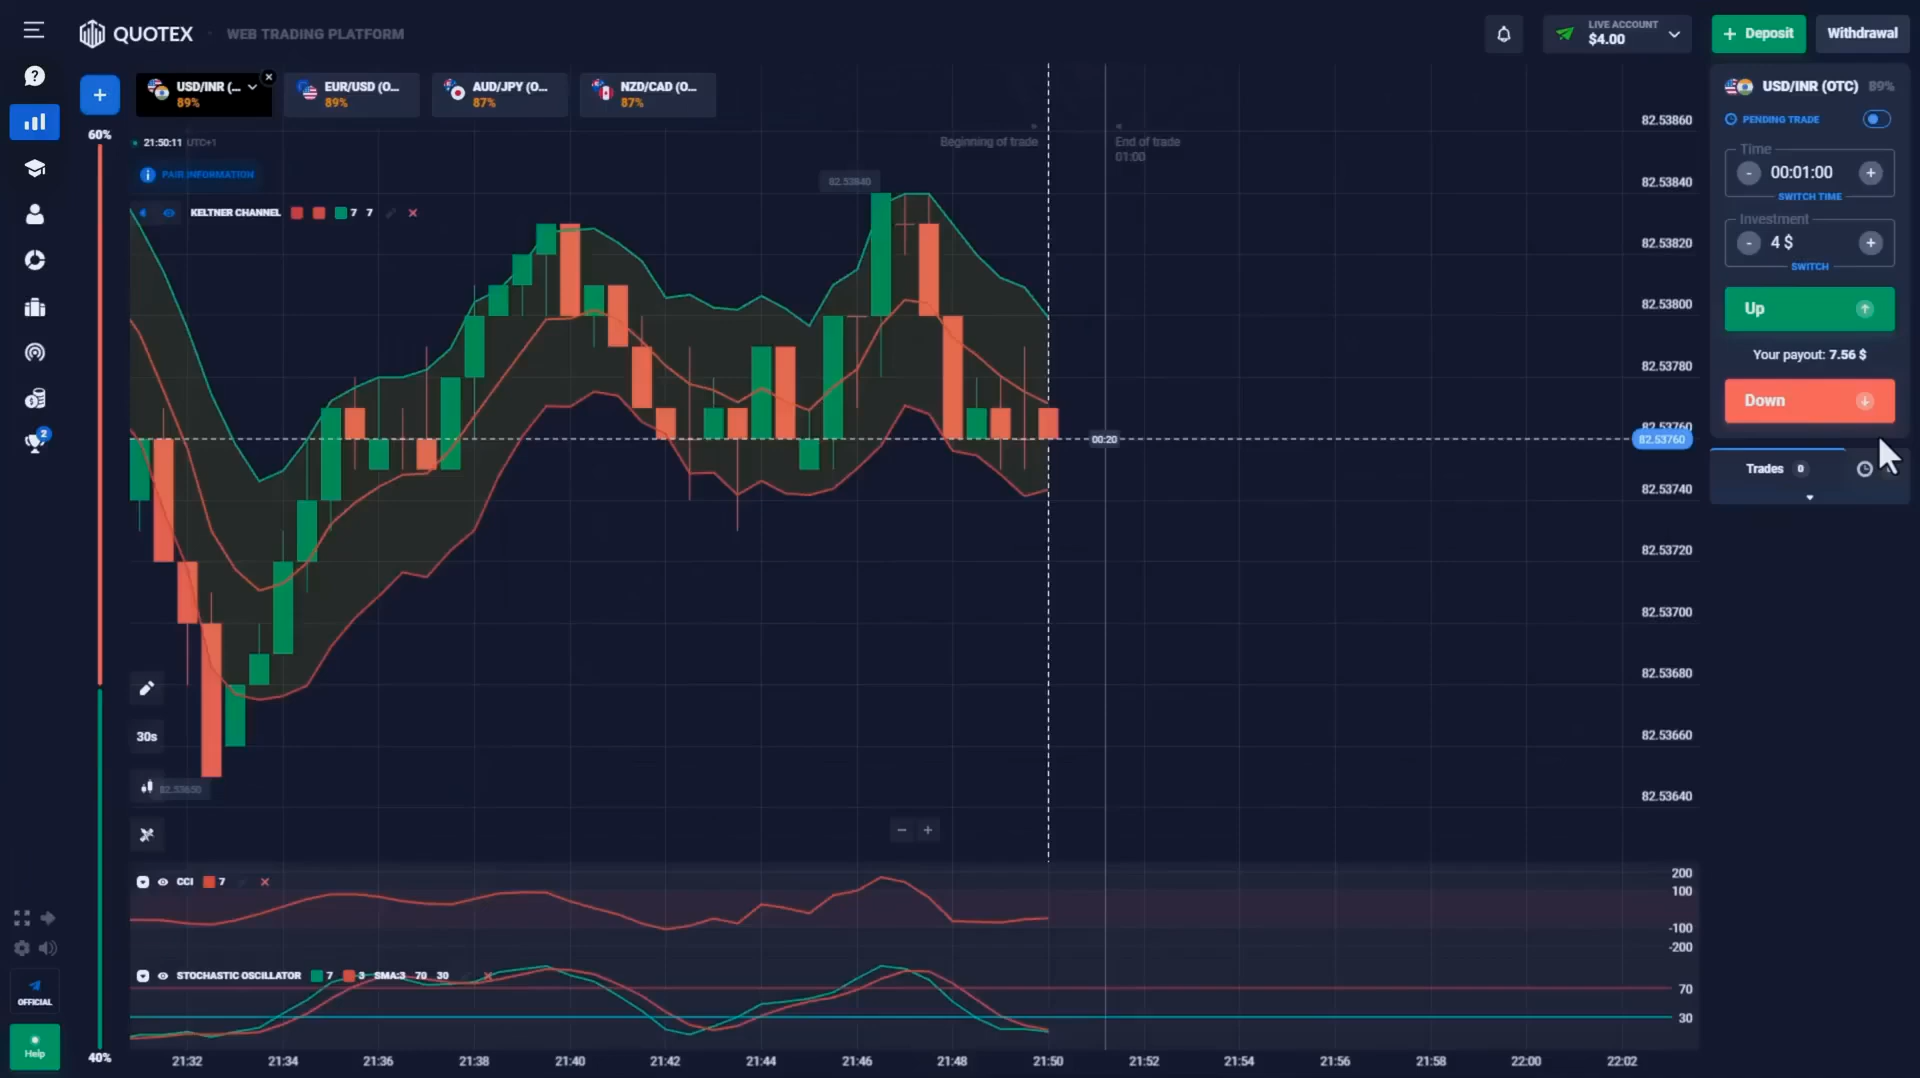 QUOTEX
WEB TRADING PLATFORM
LIVE ACCOUNT
$4.00
+ Deposit
Withdrawal
USD/INR (...
89%
EUR/USD (O...
89%
AUD/JPY (O...
87%
NZD/CAD (O...
87%
60%
21:50:11 UTC+1
PAIR INFORMATION
KELTNER CHANNEL 7 7
Beginning of trade
End of trade
01:00
82.53840
00:20
82.53650
30s
82.53860
82.53840
82.53820
82.53800
82.53780
82.53760
82.53760
82.53740
82.53720
82.53700
82.53680
82.53660
82.53640
USD/INR (OTC) 89%
PENDING TRADE
Time
- 00:01:00 +
SWITCH TIME
Investment
- 4 $ +
SWITCH
Up
Your payout: 7.56 $
Down
Trades 0
2
CCI 7
200
100
-100
-200
STOCHASTIC OSCILLATOR 7 3 SMA:3 70 30
70
30
OFFICIAL
Help
40%
21:32 21:34 21:36 21:38 21:40 21:42 21:44 21:46 21:48 21:50 21:52 21:54 21:56 21:58 22:00 22:02